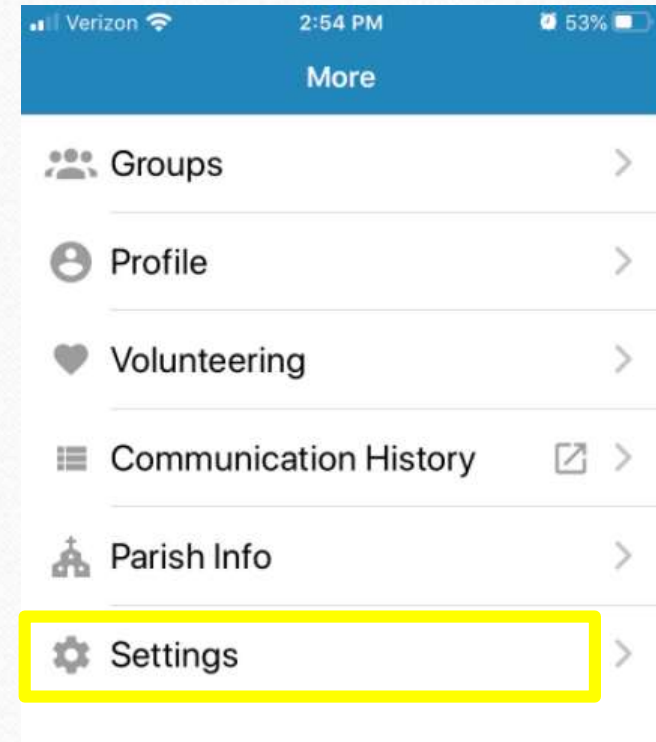 Verizon 2:54 PM 53%
More
Groups
Profile
Volunteering
Communication History
Parish Info
Settings